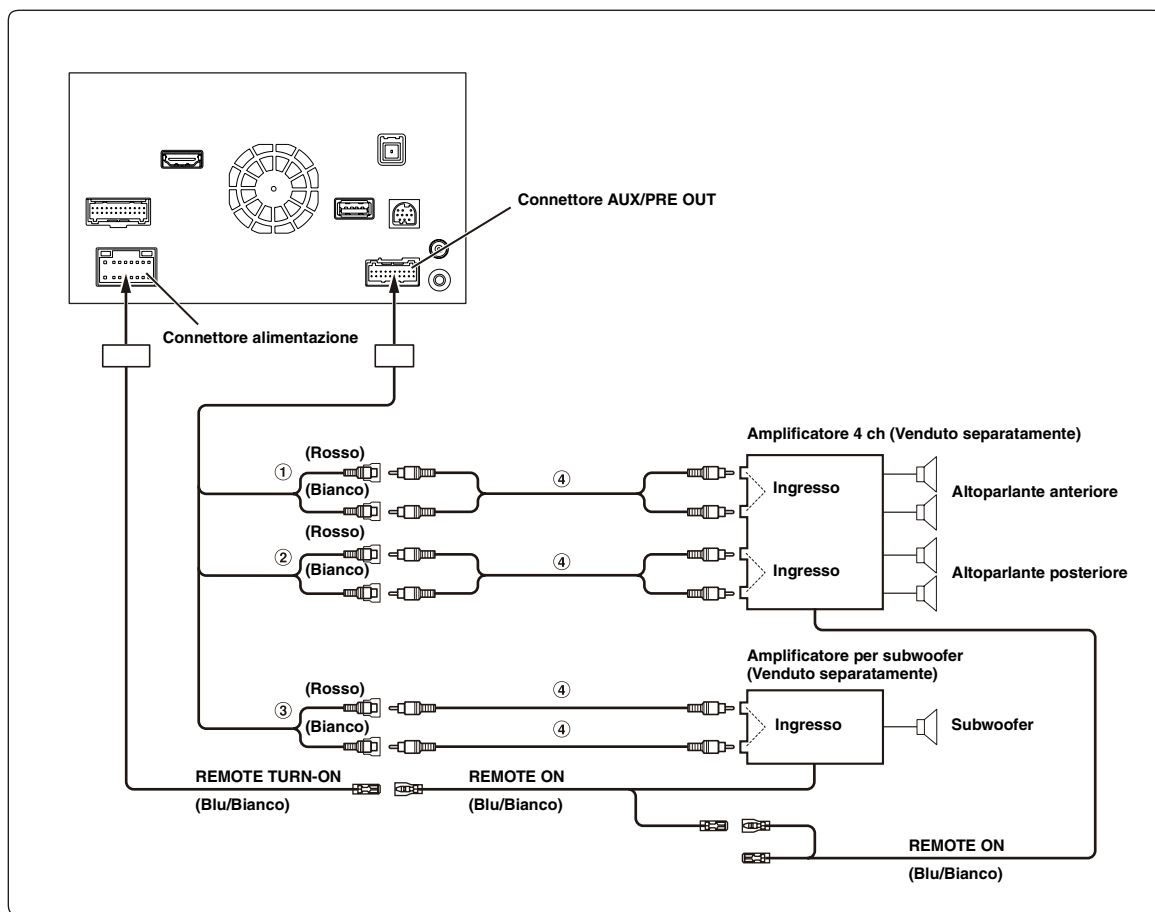 Connettore AUX/PRE OUT
Connettore alimentazione
Amplificatore 4 ch (Venduto separatamente)
(Rosso)
①
(Bianco)
④
Ingresso
Altoparlante anteriore
(Rosso)
②
(Bianco)
④
Ingresso
Altoparlante posteriore
Amplificatore per subwoofer
(Venduto separatamente)
(Rosso)
③
(Bianco)
④
④
Ingresso
Subwoofer
REMOTE TURN-ON
(Blu/Bianco)
REMOTE ON
(Blu/Bianco)
REMOTE ON
(Blu/Bianco)